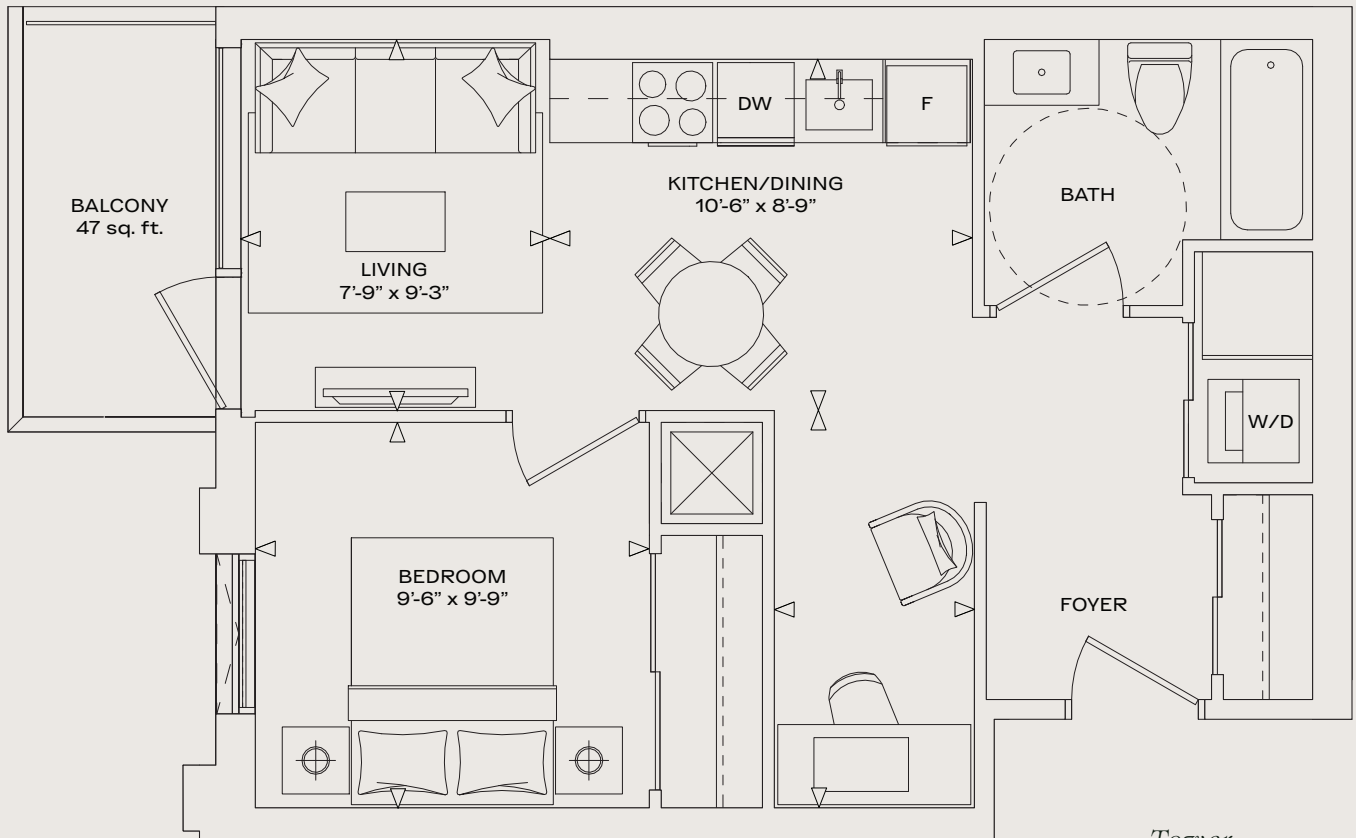 BALCONY
47 sq. ft.
LIVING
7’-9” x 9’-3”
KITCHEN/DINING
10’-6” x 8’-9”
DW
F
BATH
W/D
BEDROOM
9’-6” x 9’-9”
FOYER
Tower